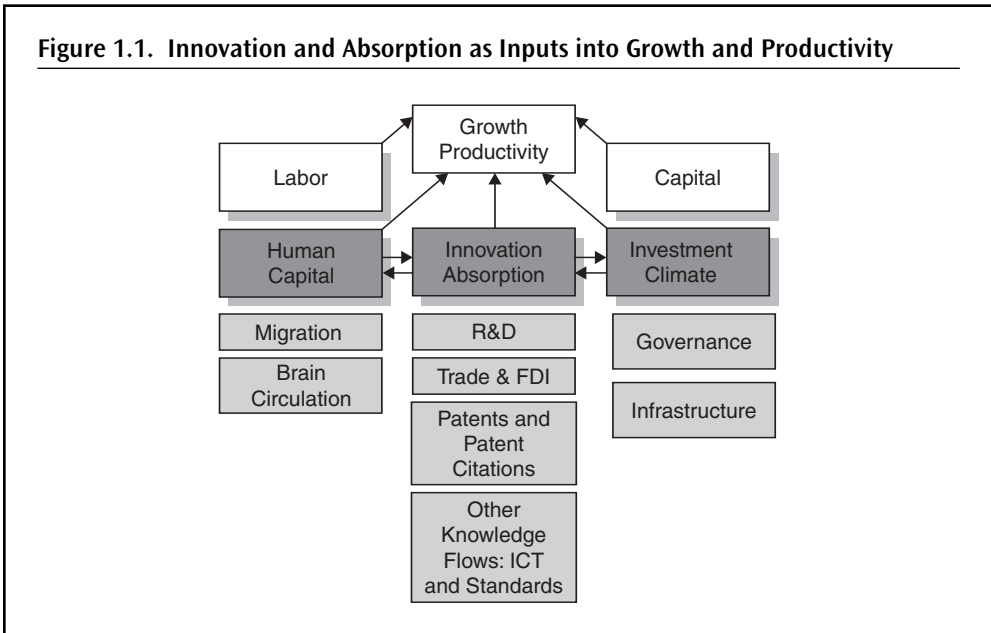 Figure 1.1. Innovation and Absorption as Inputs into Growth and Productivity
Growth
Productivity
Labor
Capital
Human
Capital
Innovation
Absorption
Investment
Climate
Migration
Brain
Circulation
R&D
Trade & FDI
Patents and
Patent
Citations
Other
Knowledge
Flows: ICT
and Standards
Governance
Infrastructure